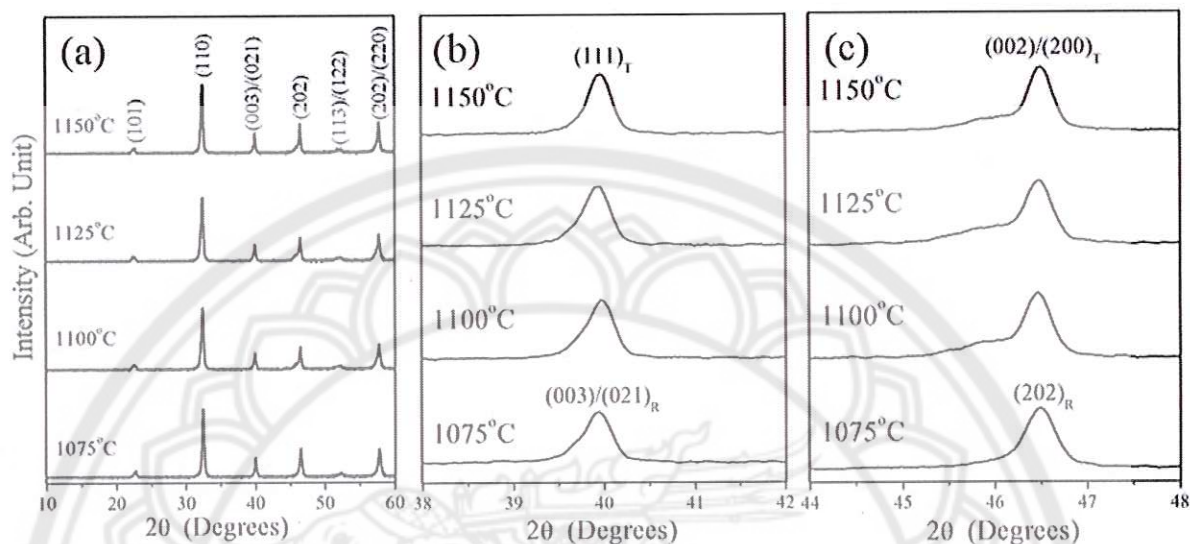 (a)
(101)
(110)
(003)/(021)
(202)
(113)/(122)
(202)/(220)
1150°C
1125°C
1100°C
1075°C
10 20 30 40 50 60
2θ (Degrees)
Intensity (Arb. Unit)
(b)
(111)T
1150°C
1125°C
1100°C
(003)/(021)R
1075°C
38 39 40 41 42
2θ (Degrees)
(c)
(002)/(200)T
1150°C
1125°C
1100°C
(202)R
1075°C
44 45 46 47 48
2θ (Degrees)